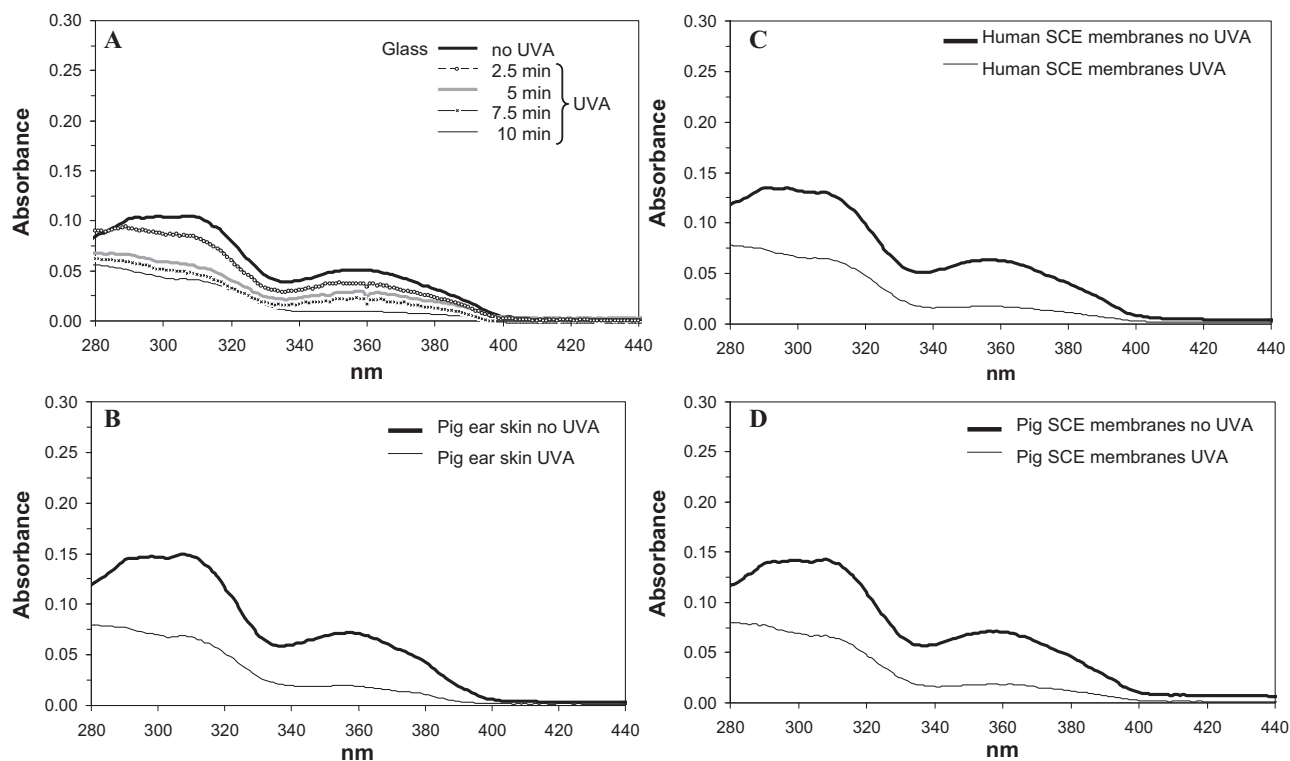 A
Glass no UVA
2.5 min
5 min
7.5 min
10 min
UVA
Absorbance
0.30
0.25
0.20
0.15
0.10
0.05
0.00
280 300 320 340 360 380 400 420 440
nm
C
Human SCE membranes no UVA
Human SCE membranes UVA
Absorbance
0.30
0.25
0.20
0.15
0.10
0.05
0.00
280 300 320 340 360 380 400 420 440
nm
B
Pig ear skin no UVA
Pig ear skin UVA
Absorbance
0.30
0.25
0.20
0.15
0.10
0.05
0.00
280 300 320 340 360 380 400 420 440
nm
D
Pig SCE membranes no UVA
Pig SCE membranes UVA
Absorbance
0.30
0.25
0.20
0.15
0.10
0.05
0.00
280 300 320 340 360 380 400 420 440
nm